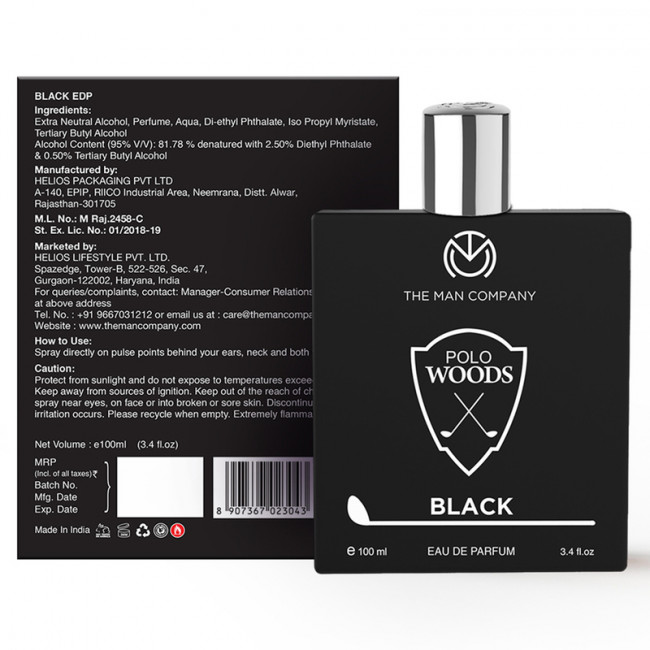 BLACK EDP
Ingredients:
Extra Neutral Alcohol, Perfume, Aqua, Di-ethyl Phthalate, Iso Propyl Myristate,
Tertiary Butyl Alcohol
Alcohol Content (95% V/V): 81.78 % denatured with 2.50% Diethyl Phthalate
& 0.50% Tertiary Butyl Alcohol
Manufactured by:
HELIOS PACKAGING PVT LTD
A-140, EPIP, RIICO Industrial Area, Neemrana, Distt. Alwar,
Rajasthan-301705
M.L. No.: M Raj.2458-C
St. Ex. Lic. No.: 01/2018-19
Marketed by:
HELIOS LIFESTYLE PVT. LTD.
Spazedge, Tower-B, 522-526, Sec. 47,
Gurgaon-122002, Haryana, India
For queries/complaints, contact: Manager-Consumer Relations
at above address
Tel. No. : +91 9667031212 or email us at : care@themancompa
Website : www.themancompany.com
How to Use:
Spray directly on pulse points behind your ears, neck and both
Caution:
Protect from sunlight and do not expose to temperatures excee
Keep away from sources of ignition. Keep out of the reach of ch
spray near eyes, on face or into broken or sore skin. Discontinu
irritation occurs. Please recycle when empty. Extremely flamma
Net Volume : e100ml (3.4 fl.oz)
MRP
(Incl. of all taxes) ₹
Batch No.
Mfg. Date
Exp. Date
8 907367 023043
Made In India
THE MAN COMPANY
POLO
WOODS
BLACK
e 100 ml EAU DE PARFUM 3.4 fl.oz